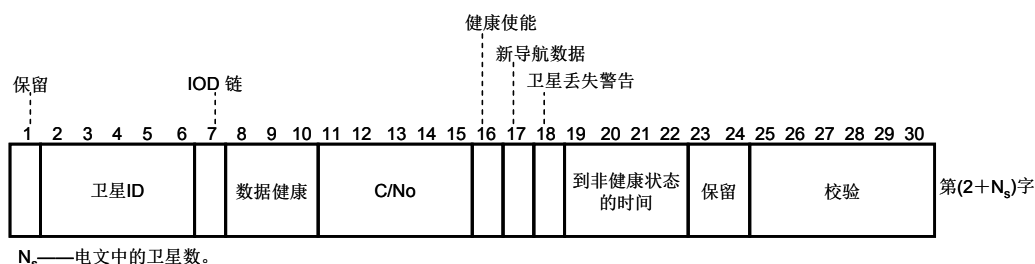 健康使能
新导航数据
保留 IOD 链 卫星丢失警告
1 2 3 4 5 6 7 8 9 10 11 12 13 14 15 16 17 18 19 20 21 22 23 24 25 26 27 28 29 30
卫星ID 数据健康 C/No 到非健康状态的时间 保留 校验 第(2+Ns)字
Ns——电文中的卫星数。